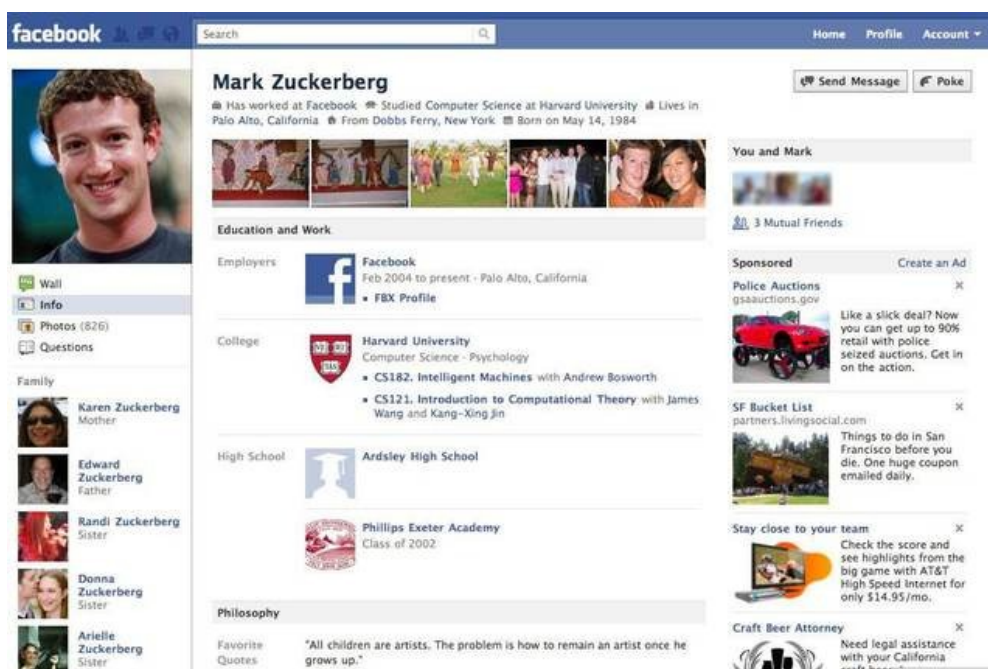 facebook
Search
Home Profile Account
Mark Zuckerberg
Send Message
Poke
Has worked at Facebook Studied Computer Science at Harvard University Lives in
Palo Alto, California From Dobbs Ferry, New York Born on May 14, 1984
Wall
Info
Photos (826)
Questions
Family
Karen Zuckerberg
Mother
Edward
Zuckerberg
Father
Randi Zuckerberg
Sister
Donna
Zuckerberg
Sister
Arielle
Zuckerberg
Sister
Education and Work
Employers
Facebook
Feb 2004 to present - Palo Alto, California
▪ FBX Profile
College
Harvard University
Computer Science · Psychology
▪ CS182. Intelligent Machines with Andrew Bosworth
▪ CS121. Introduction to Computational Theory with James
Wang and Kang-Xing Jin
High School
Ardsley High School
Phillips Exeter Academy
Class of 2002
Philosophy
Favorite
Quotes
"All children are artists. The problem is how to remain an artist once he
grows up."
You and Mark
3 Mutual Friends
Sponsored
Create an Ad
Police Auctions
gsaauctions.gov
Like a slick deal? Now
you can get up to 90%
retail with police
seized auctions. Get in
on the action.
SF Bucket List
partners.livingsocial.com
Things to do in San
Francisco before you
die. One huge coupon
emailed daily.
Stay close to your team
Check the score and
see highlights from the
big game with AT&T
High Speed Internet for
only $14.95/mo.
Craft Beer Attorney
Need legal assistance
with your California